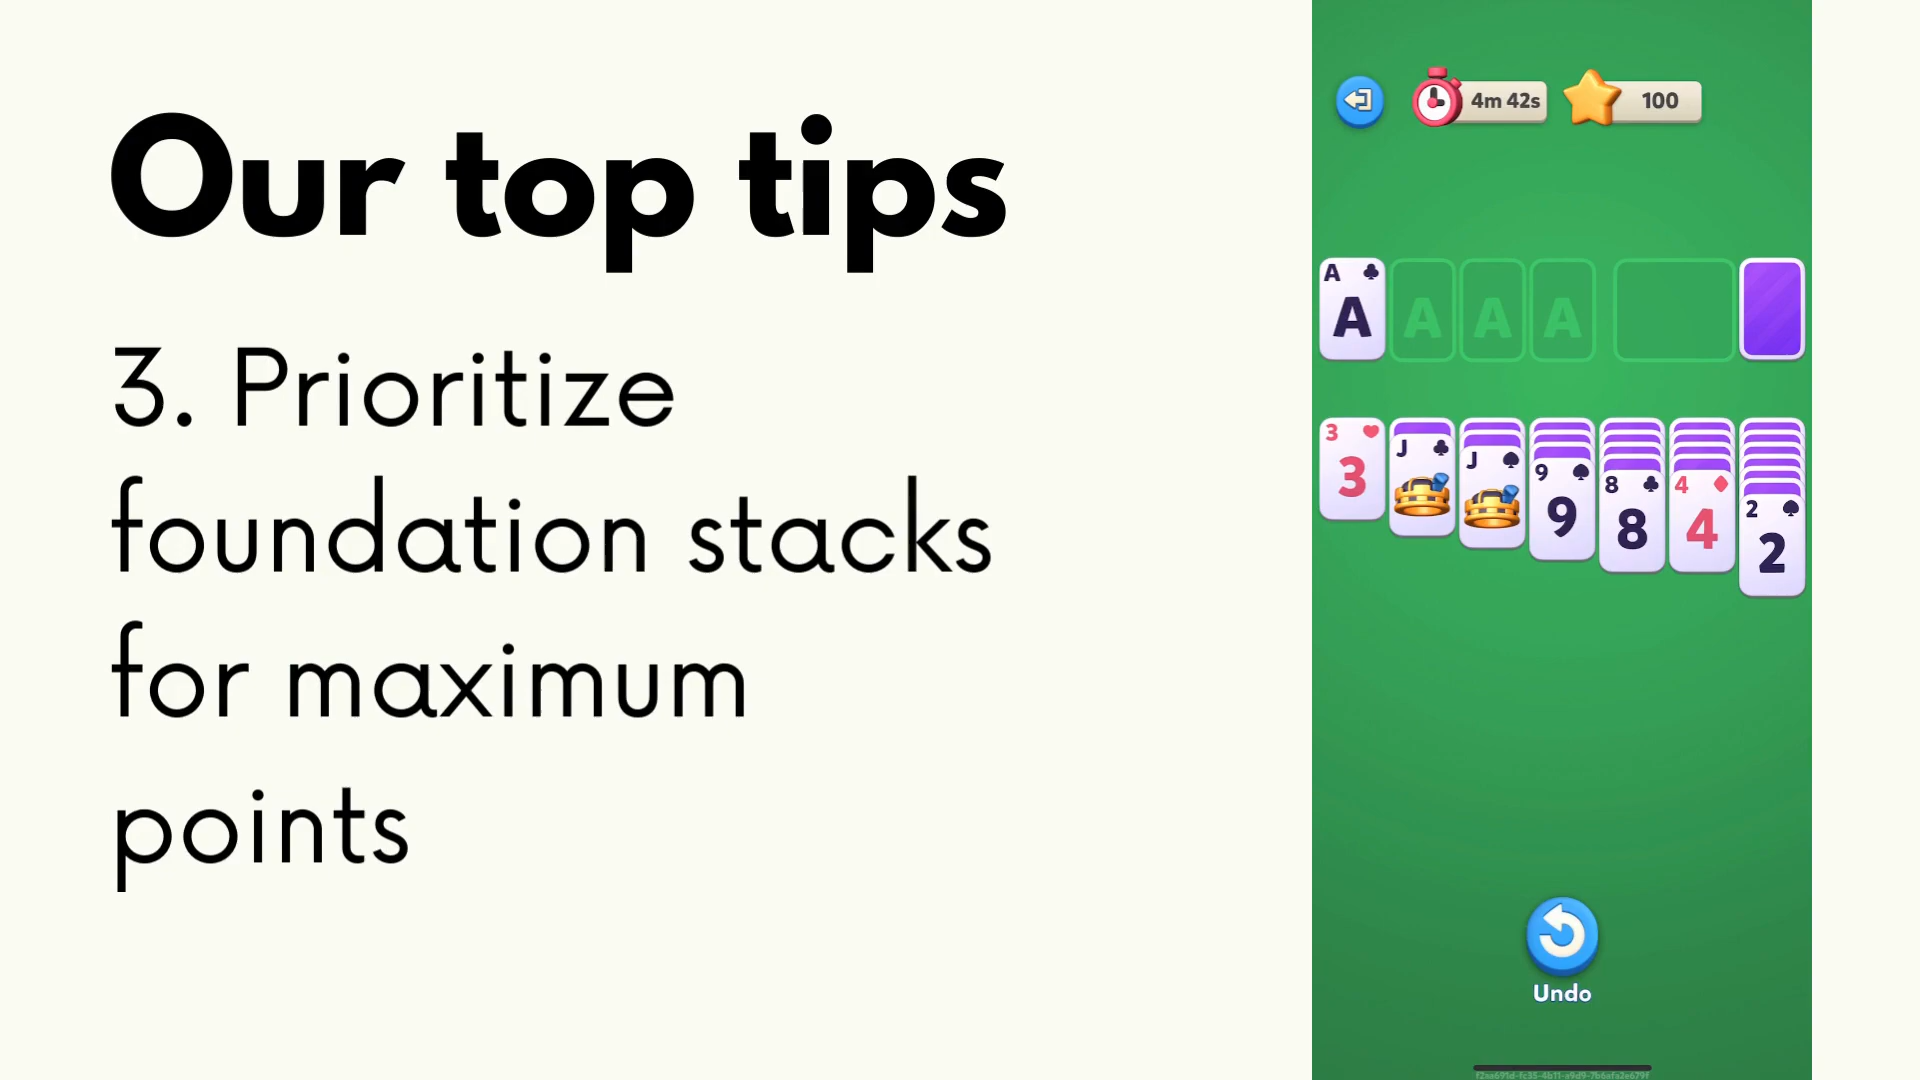 Our top tips
3. Prioritize
foundation stacks
for maximum
points
4m 42s
100
A
A
A
A
A
3
3
J
J
9
9
8
8
4
4
2
2
Undo